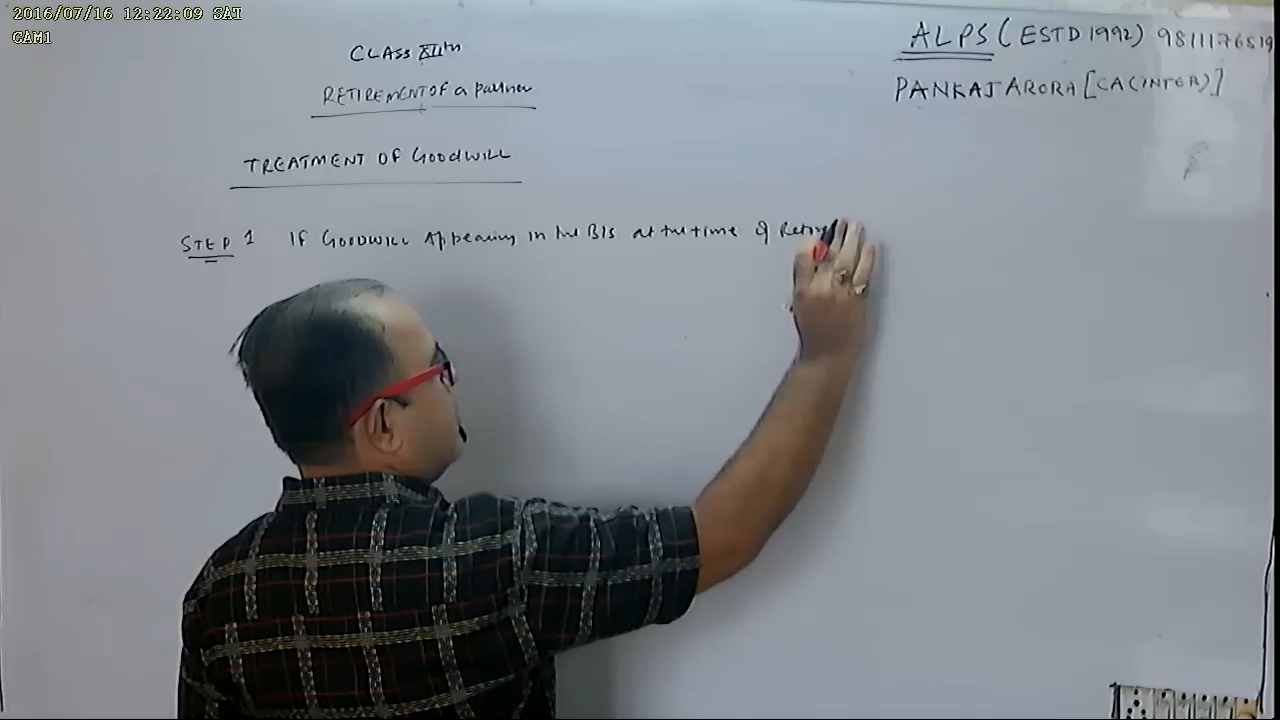 2016/07/16 12:22:09 SAT
CAM1
CLASS XIIth
RETIREMENT OF a partner
ALPS (ESTD 1992) 9811176519
PANKAJ ARORA [CA (INTER)]
TREATMENT OF GOODWILL
STEP 1 IF GOODWILL Appearing in the B/S at the time of Retire